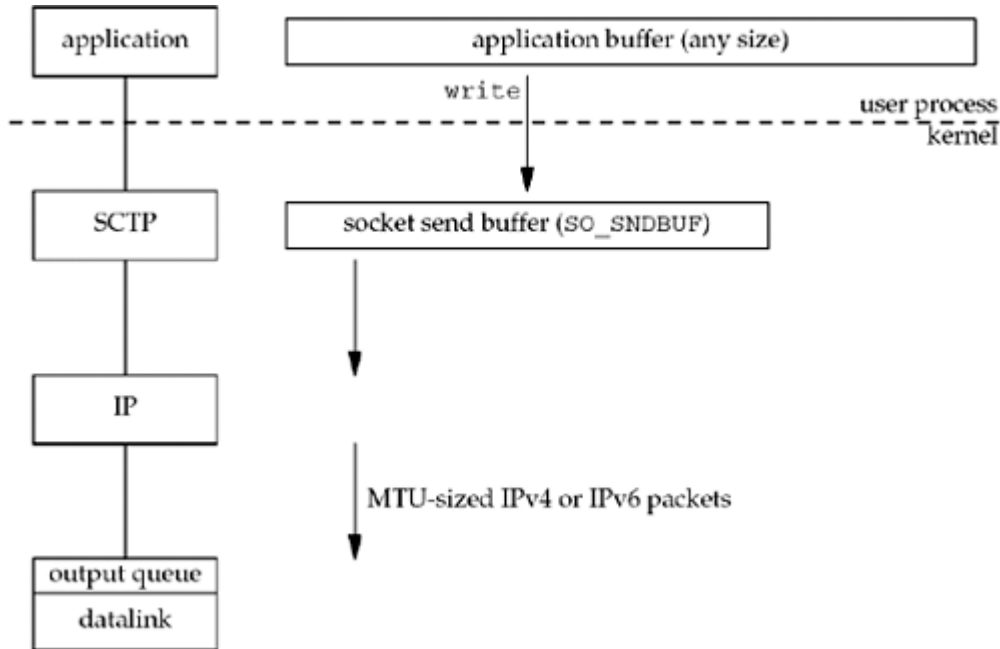 application
application buffer (any size)
write
user process
kernel
SCTP
socket send buffer (SO_SNDBUF)
IP
MTU-sized IPv4 or IPv6 packets
output queue
datalink